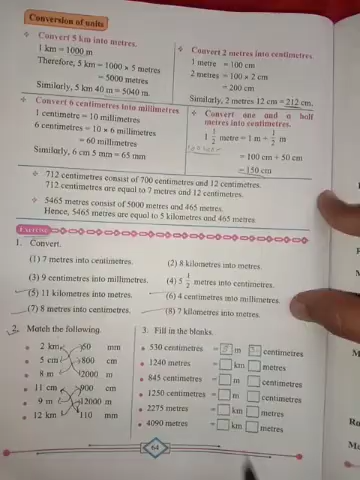 Conversion of units
❖ Convert 5 km into metres.
1 km = 1000 m
Therefore, 5 km = 1000 × 5 metres
= 5000 metres
Similarly, 5 km 40 m = 5040 m.
❖ Convert 2 metres into centimetres.
1 metre = 100 cm
2 metres = 100 × 2 cm
= 200 cm
Similarly, 2 metres 12 cm = 212 cm.
❖ Convert 6 centimetres into millimetres
1 centimetre = 10 millimetres
6 centimetres = 10 × 6 millimetres
= 60 millimetres
Similarly, 6 cm 5 mm = 65 mm
❖ Convert one and a half
metres into centimetres.
1 1/2 metre = 1 m + 1/2 m
= 100 cm + 50 cm
= 150 cm
❖ 712 centimetres consist of 700 centimetres and 12 centimetres.
712 centimetres are equal to 7 metres and 12 centimetres.
❖ 5465 metres consist of 5000 metres and 465 metres.
Hence, 5465 metres are equal to 5 kilometres and 465 metres.
Exercise
1. Convert.
(1) 7 metres into centimetres.
(2) 8 kilometres into metres.
(3) 9 centimetres into millimetres.
(4) 5 1/2 metres into centimetres.
(5) 11 kilometres into metres.
(6) 4 centimetres into millimetres.
(7) 8 metres into centimetres.
(8) 7 kilometres into metres.
2. Match the following.
• 2 km 50 mm
• 5 cm 800 cm
• 8 m 2000 m
• 11 cm 900 cm
• 9 m 12000 m
• 12 km 110 mm
3. Fill in the blanks.
• 530 centimetres = 5 m centimetres
• 1240 metres = km metres
• 845 centimetres = m centimetres
• 1250 centimetres = m centimetres
• 2275 metres = km metres
• 4090 metres = km metres
64